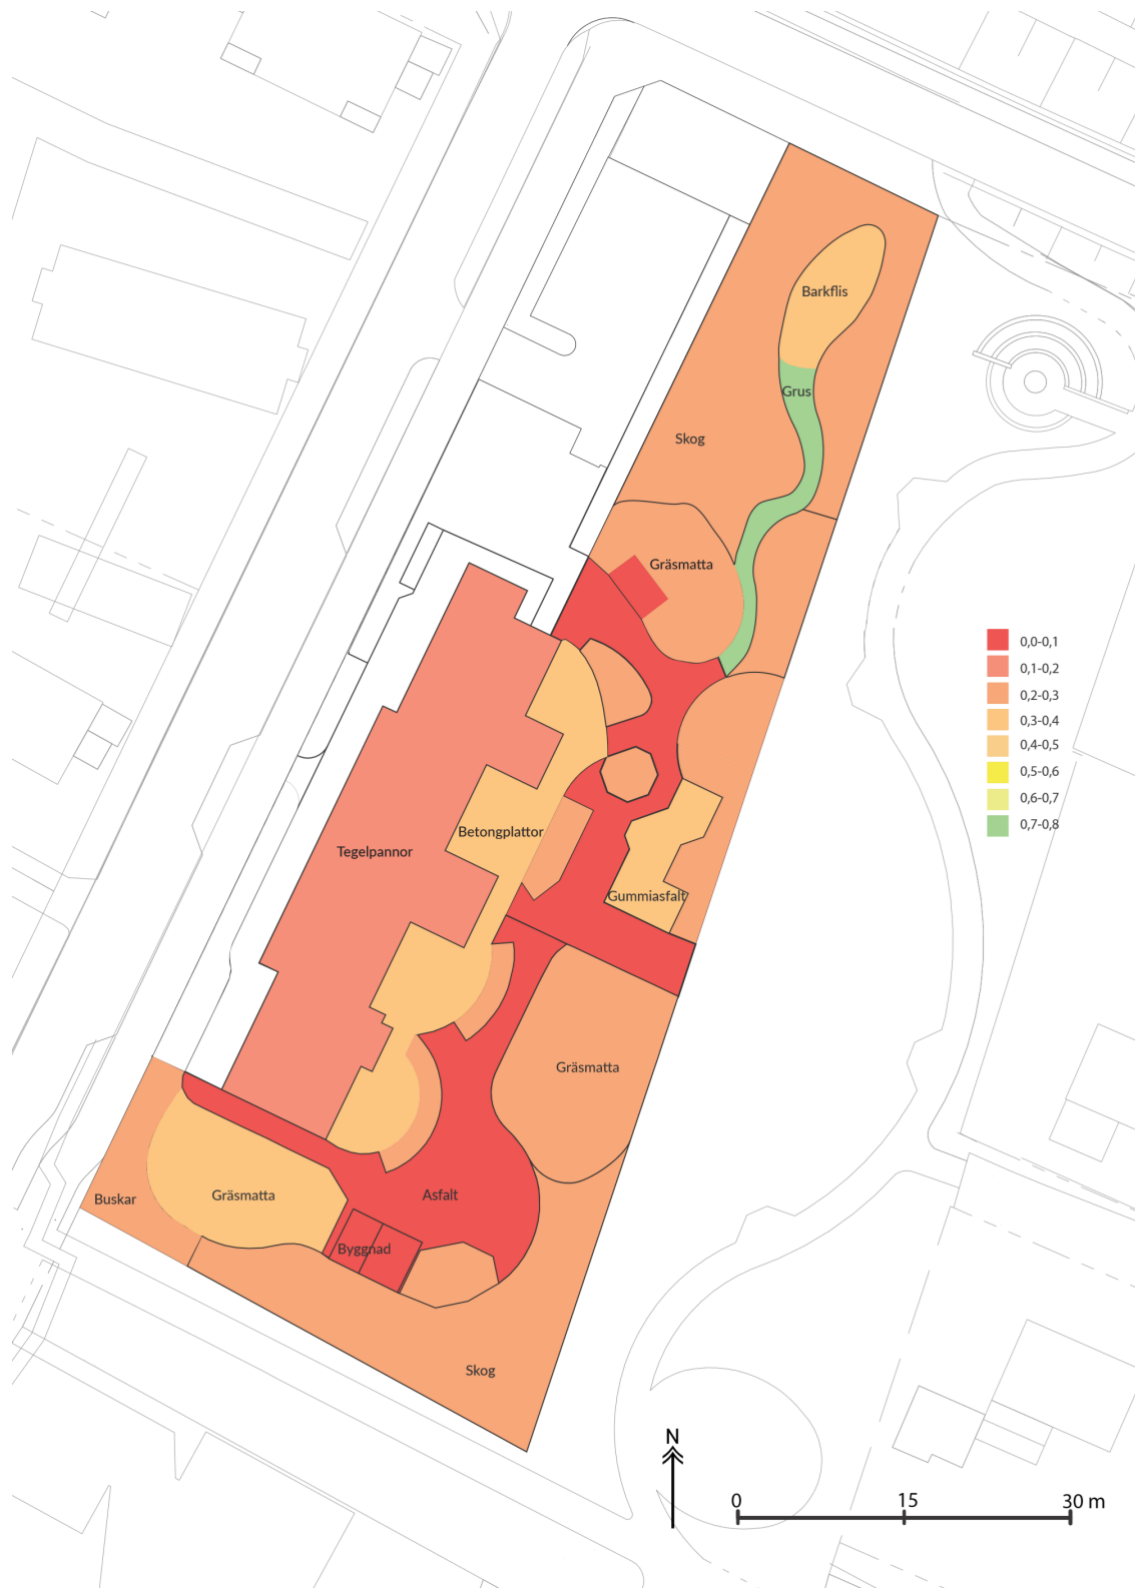 Barkflis
Grus
Skog
Gräsmatta
0,0-0,1
0,1-0,2
0,2-0,3
0,3-0,4
0,4-0,5
0,5-0,6
0,6-0,7
0,7-0,8
Betongplattor
Tegelpannor
Gummiasfalt
Gräsmatta
Buskar
Gräsmatta
Asfalt
Byggnad
Skog
N
0 15 30 m